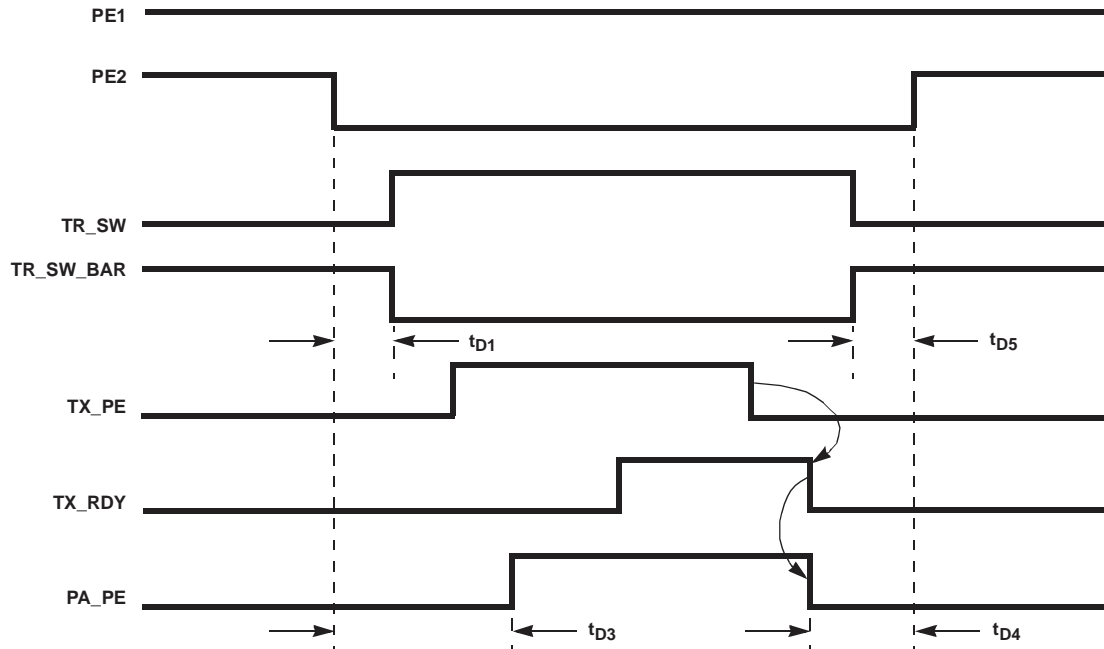 PE1
PE2
TR_SW
TR_SW_BAR
tD1
tD5
TX_PE
TX_RDY
PA_PE
tD3
tD4